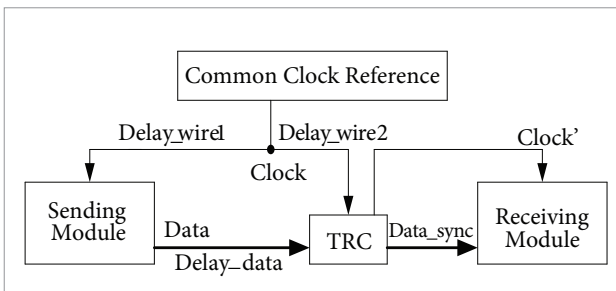 Common Clock Reference
Delay_wire1
Delay_wire2
Clock'
Clock
Sending
Module
Data
Delay_data
TRC
Data_sync
Receiving
Module